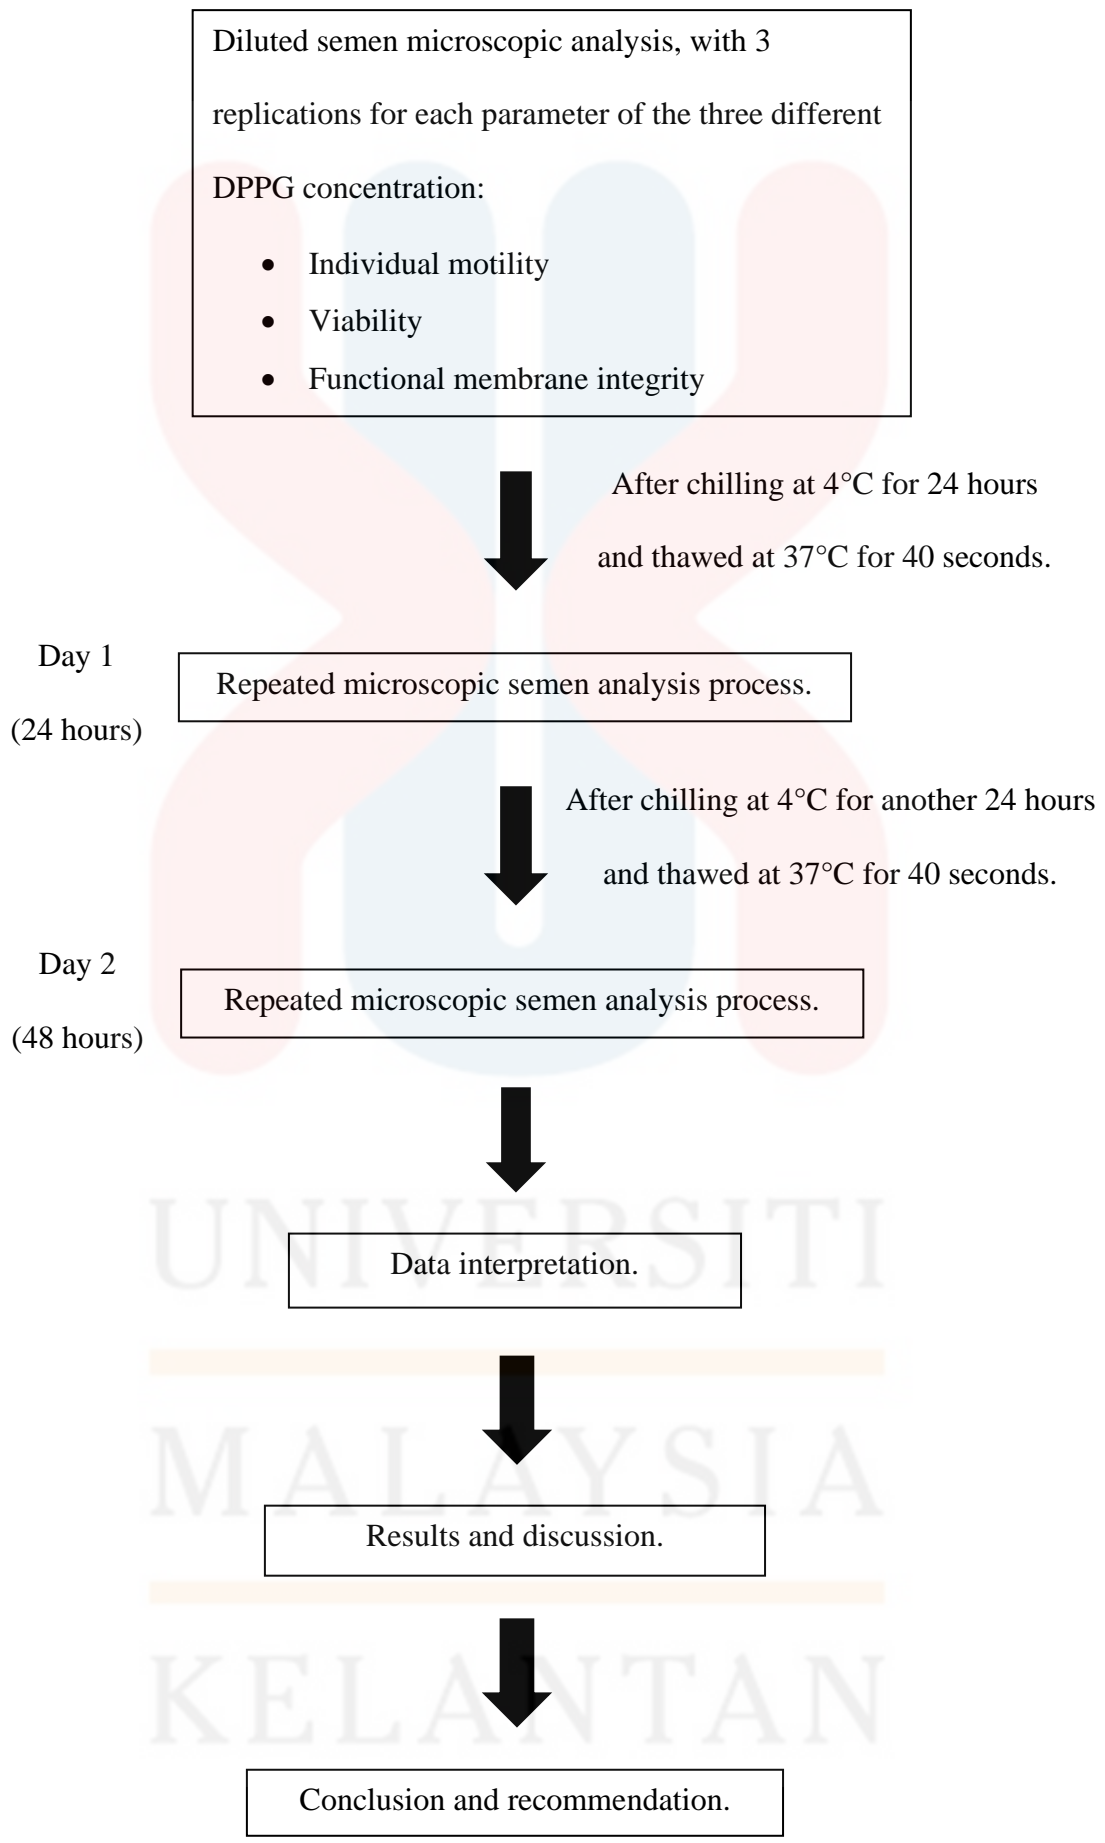 Diluted semen microscopic analysis, with 3
replications for each parameter of the three different
DPPG concentration:
• Individual motility
• Viability
• Functional membrane integrity
After chilling at 4°C for 24 hours
and thawed at 37°C for 40 seconds.
Day 1
(24 hours)
Repeated microscopic semen analysis process.
After chilling at 4°C for another 24 hours
and thawed at 37°C for 40 seconds.
Day 2
(48 hours)
Repeated microscopic semen analysis process.
UNIVERSITI
Data interpretation.
MALAYSIA
Results and discussion.
KELANTAN
Conclusion and recommendation.